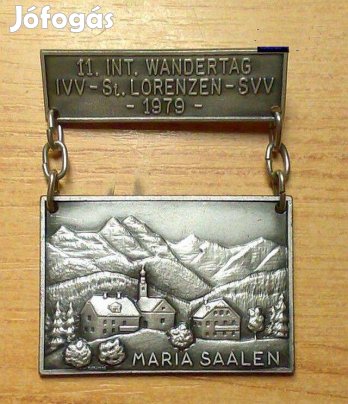 Jófogás
11. INT. WANDERTAG
IVV - St. LORENZEN - SVV
- 1979 -
MARIA SAALEN